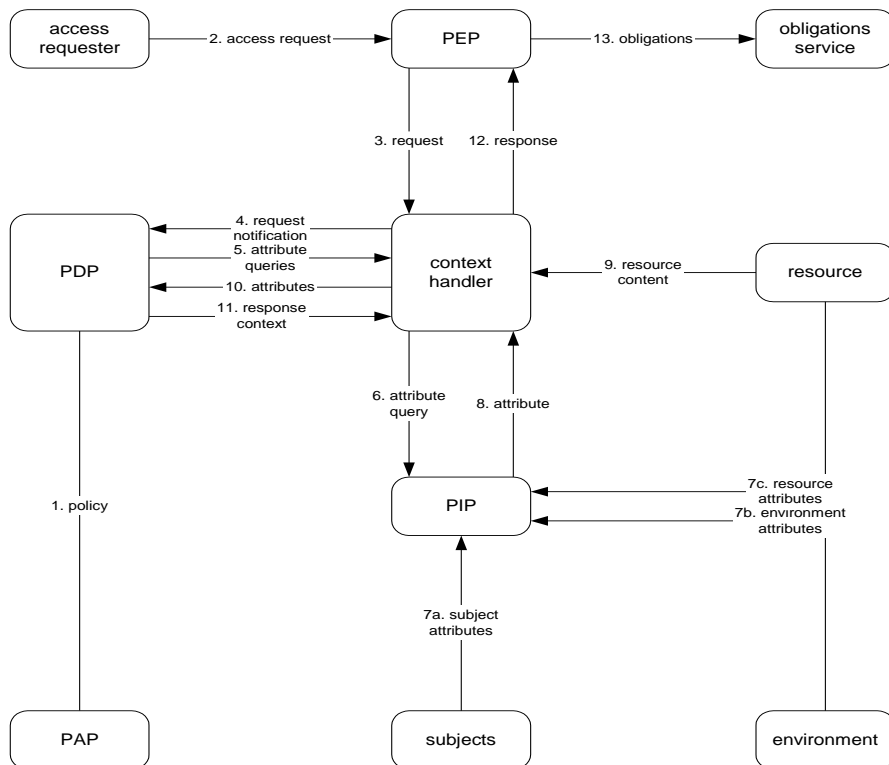 access
requester
2. access request
PEP
13. obligations
obligations
service
3. request
12. response
PDP
4. request
notification
5. attribute
queries
10. attributes
11. response
context
context
handler
9. resource
content
resource
6. attribute
query
8. attribute
1. policy
PIP
7c. resource
attributes
7b. environment
attributes
7a. subject
attributes
PAP
subjects
environment